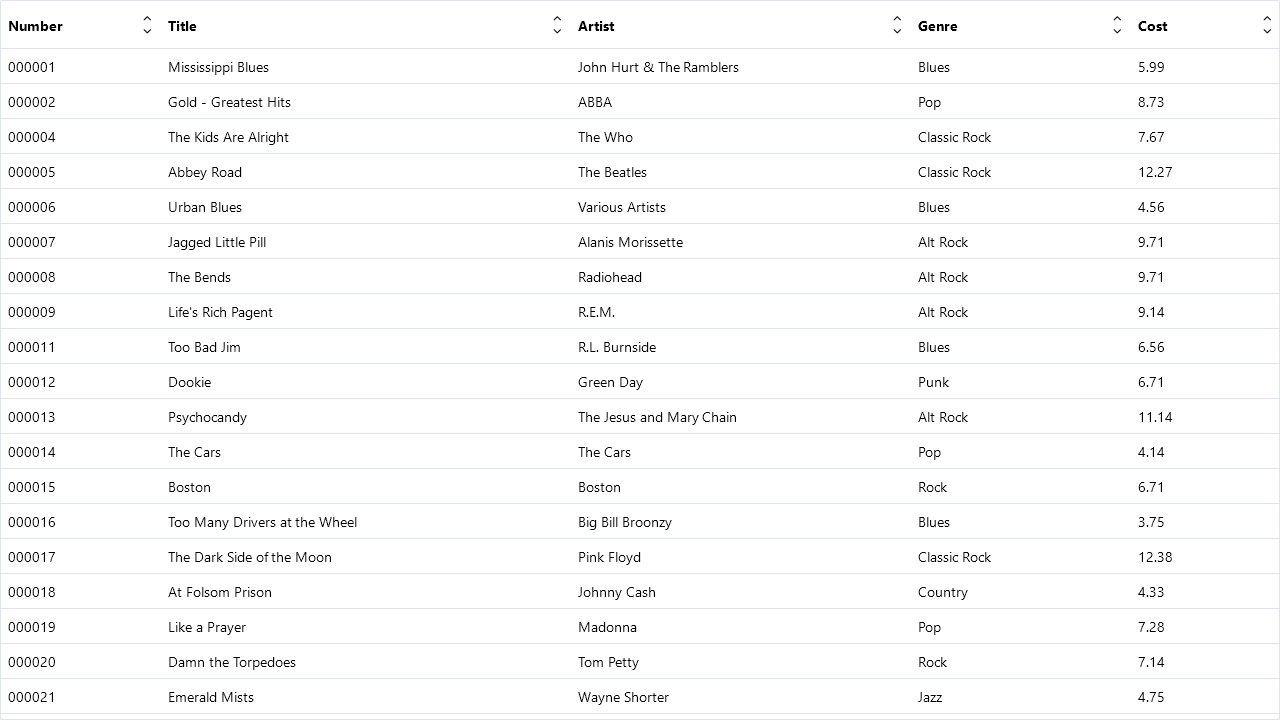 Number Title Artist Genre Cost
000001 Mississippi Blues John Hurt & The Ramblers Blues 5.99
000002 Gold - Greatest Hits ABBA Pop 8.73
000004 The Kids Are Alright The Who Classic Rock 7.67
000005 Abbey Road The Beatles Classic Rock 12.27
000006 Urban Blues Various Artists Blues 4.56
000007 Jagged Little Pill Alanis Morissette Alt Rock 9.71
000008 The Bends Radiohead Alt Rock 9.71
000009 Life's Rich Pagent R.E.M. Alt Rock 9.14
000011 Too Bad Jim R.L. Burnside Blues 6.56
000012 Dookie Green Day Punk 6.71
000013 Psychocandy The Jesus and Mary Chain Alt Rock 11.14
000014 The Cars The Cars Pop 4.14
000015 Boston Boston Rock 6.71
000016 Too Many Drivers at the Wheel Big Bill Broonzy Blues 3.75
000017 The Dark Side of the Moon Pink Floyd Classic Rock 12.38
000018 At Folsom Prison Johnny Cash Country 4.33
000019 Like a Prayer Madonna Pop 7.28
000020 Damn the Torpedoes Tom Petty Rock 7.14
000021 Emerald Mists Wayne Shorter Jazz 4.75